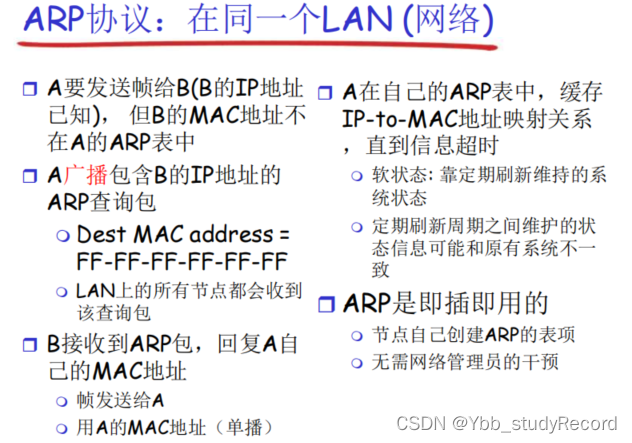 ARP协议：在同一个LAN (网络)
A要发送帧给B(B的IP地址
已知)， 但B的MAC地址不
在A的ARP表中
A广播包含B的IP地址的
ARP查询包
Dest MAC address =
FF-FF-FF-FF-FF-FF
LAN上的所有节点都会收到
该查询包
B接收到ARP包，回复A自
己的MAC地址
帧发送给A
用A的MAC地址（单播）
A在自己的ARP表中，缓存
IP-to-MAC地址映射关系
，直到信息超时
软状态: 靠定期刷新维持的系
统状态
定期刷新周期之间维护的状
态信息可能和原有系统不一
致
ARP是即插即用的
节点自己创建ARP的表项
无需网络管理员的干预
CSDN @Ybb_studyRecord